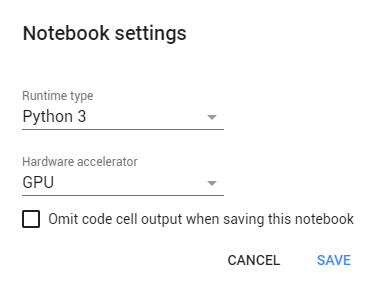 Notebook settings
Runtime type
Python 3
Hardware accelerator
GPU
Omit code cell output when saving this notebook
CANCEL SAVE